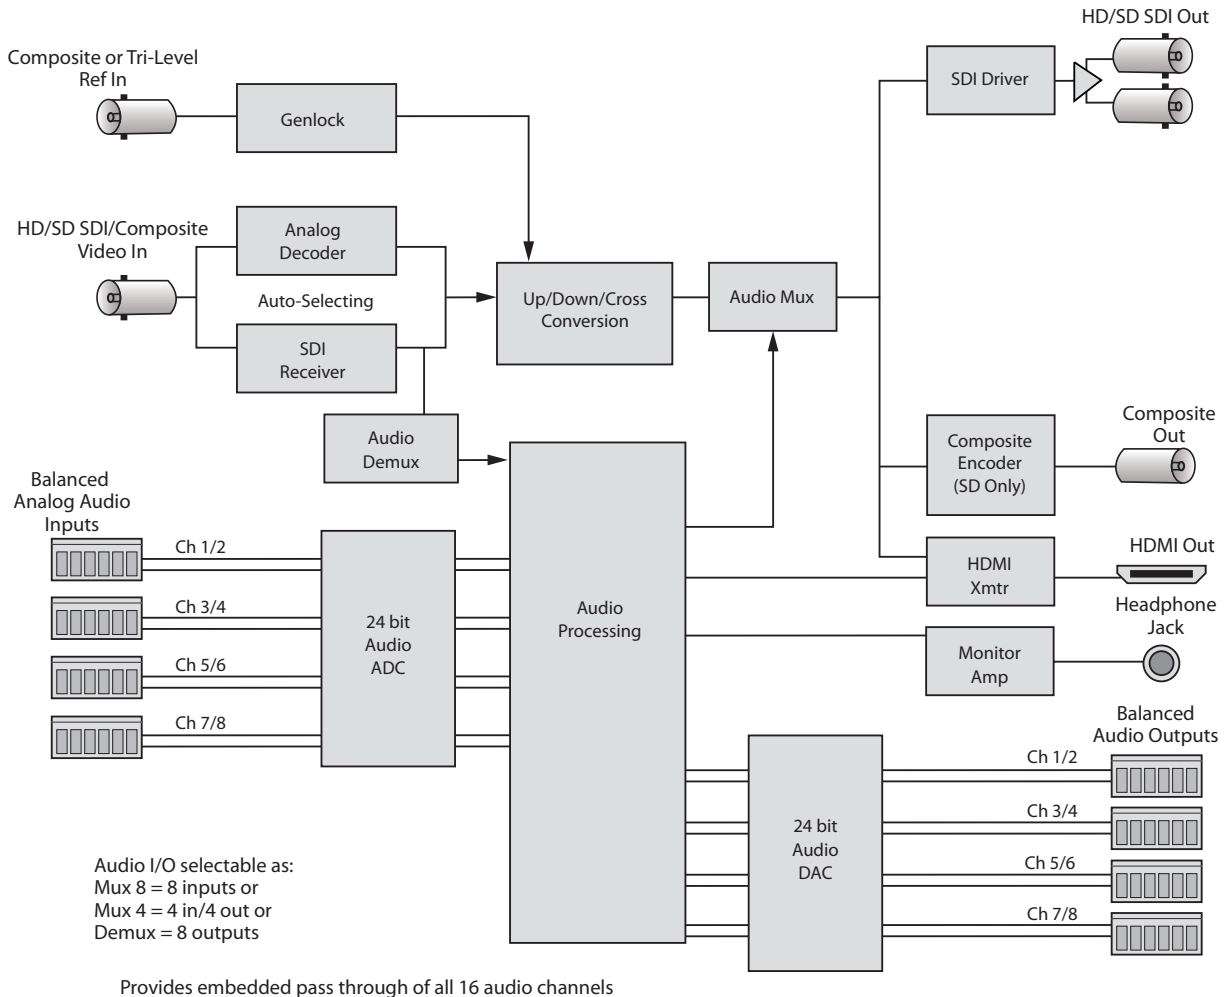 HD/SD SDI Out
Composite or Tri-Level
Ref In
Genlock
SDI Driver
HD/SD SDI/Composite
Video In
Analog
Decoder
Auto-Selecting
SDI
Receiver
Up/Down/Cross
Conversion
Audio Mux
Audio
Demux
Composite
Encoder
(SD Only)
Composite
Out
Balanced
Analog Audio
Inputs
Ch 1/2
Ch 3/4
Ch 5/6
Ch 7/8
24 bit
Audio
ADC
Audio
Processing
HDMI
Xmtr
HDMI Out
Headphone
Jack
Monitor
Amp
Balanced
Audio Outputs
Ch 1/2
Ch 3/4
Ch 5/6
Ch 7/8
24 bit
Audio
DAC
Audio I/O selectable as:
Mux 8 = 8 inputs or
Mux 4 = 4 in/4 out or
Demux = 8 outputs
Provides embedded pass through of all 16 audio channels